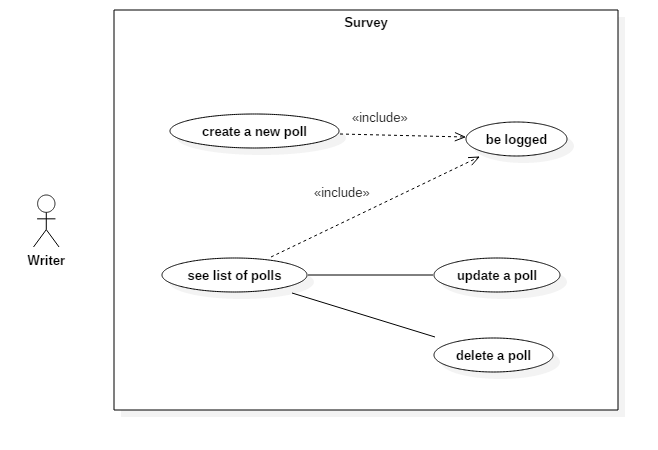 Survey
«include»
create a new poll
be logged
«include»
Writer
see list of polls
update a poll
delete a poll